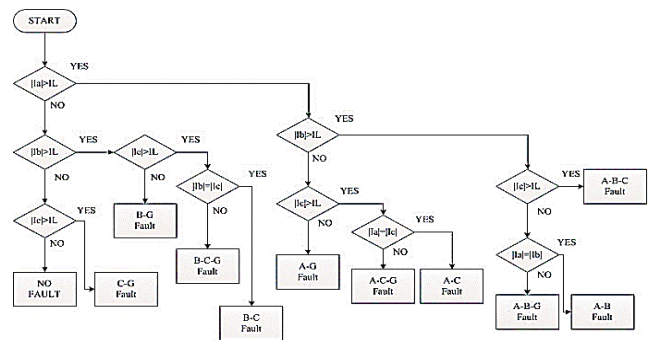 START
|Ia|>IL
YES
NO
|Ib|>IL
YES
NO
|Ic|>IL
YES
NO
|Ib|=|Ic|
YES
NO
|Ic|>IL
YES
NO
NO
FAULT
C-G
Fault
B-G
Fault
B-C-G
Fault
B-C
Fault
|Ib|>IL
YES
NO
|Ic|>IL
YES
NO
|Ia|=|Ic|
YES
NO
A-G
Fault
A-C-G
Fault
A-C
Fault
|Ic|>IL
YES
NO
A-B-C
Fault
|Ia|=|Ib|
YES
NO
A-B-G
Fault
A-B
Fault